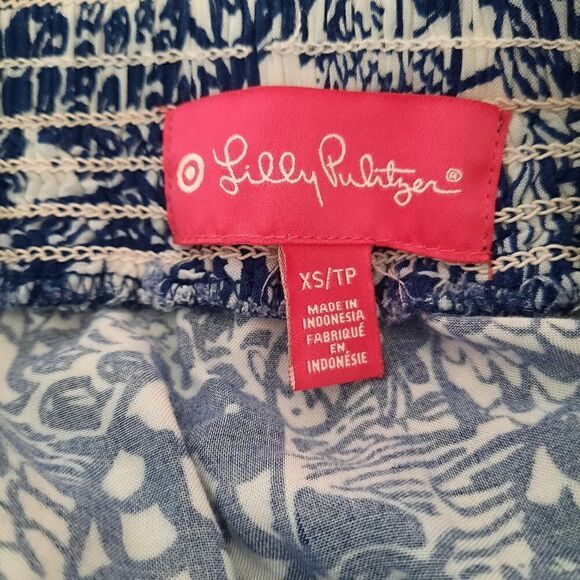 Lilly Pulitzer®
XS/TP
MADE IN
INDONESIA
FABRIQUÉ
EN
INDONÉSIE